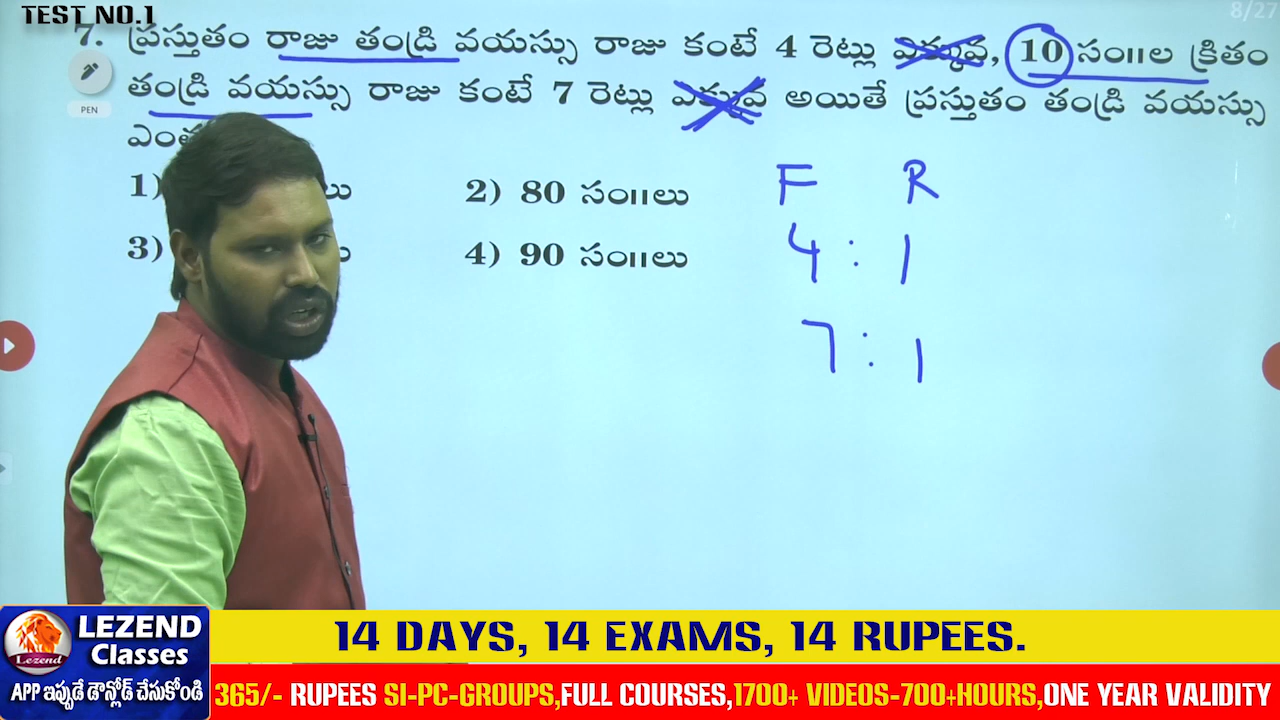 TEST NO.1
8/27
7. ప్రస్తుతం రాజు తండ్రి వయస్సు రాజు కంటే 4 రెట్లు ఎక్కువ, 10 సం॥ల క్రితం
తండ్రి వయస్సు రాజు కంటే 7 రెట్లు ఎక్కువ అయితే ప్రస్తుతం తండ్రి వయస్సు
PEN
1) 2) 80 సం॥లు
3) 4) 90 సం॥లు
F R
4 : 1
7 : 1
LEZEND
Classes
Lezend
APP ఇప్పుడే డౌన్లోడ్ చేసుకోండి
14 DAYS, 14 EXAMS, 14 RUPEES.
365/- RUPEES SI-PC-GROUPS,FULL COURSES,1700+ VIDEOS-700+HOURS,ONE YEAR VALIDITY